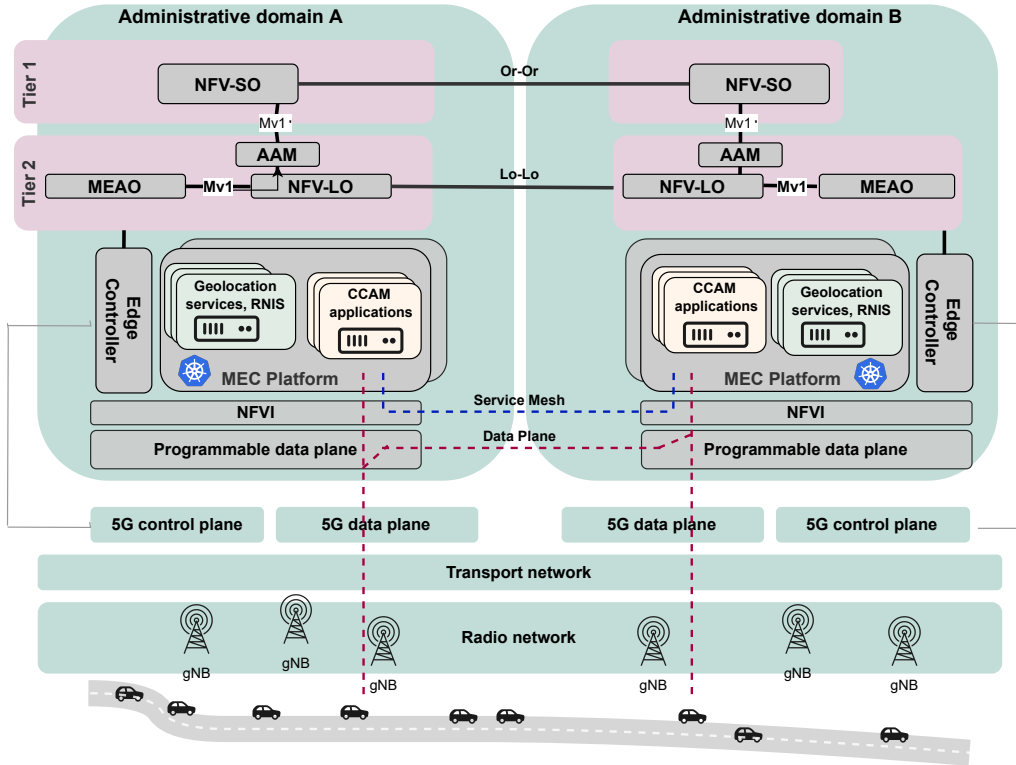 Administrative domain A
Administrative domain B
Tier 1
NFV-SO
Or-Or
NFV-SO
Mv1'
Mv1'
Tier 2
AAM
AAM
MEAO
Mv1
NFV-LO
Lo-Lo
NFV-LO
Mv1
MEAO
Edge
Controller
Geolocation
services, RNIS
CCAM
applications
MEC Platform
CCAM
applications
Geolocation
services, RNIS
MEC Platform
Edge
Controller
Service Mesh
NFVI
NFVI
Data Plane
Programmable data plane
Programmable data plane
5G control plane
5G data plane
5G data plane
5G control plane
Transport network
Radio network
gNB
gNB
gNB
gNB
gNB
gNB